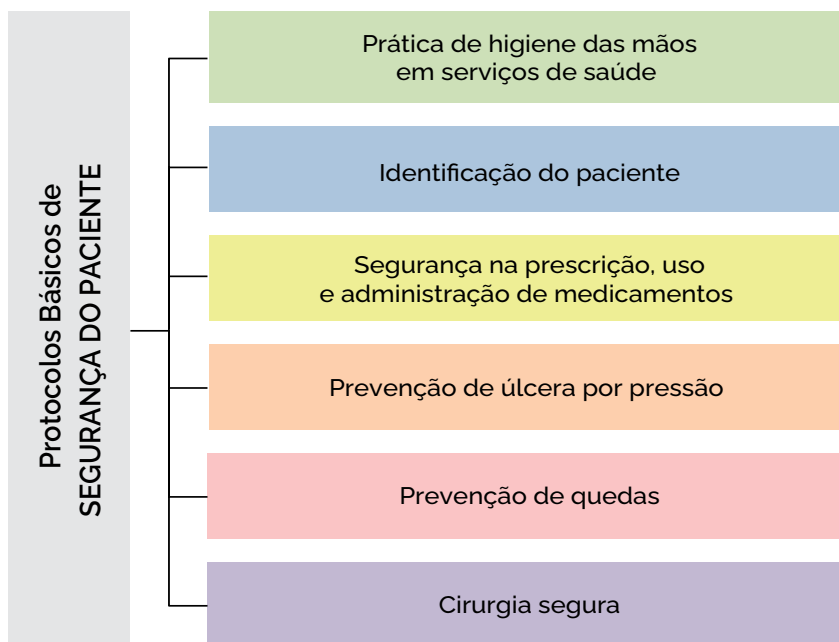 Protocolos Básicos de
SEGURANÇA DO PACIENTE
Prática de higiene das mãos
em serviços de saúde
Identificação do paciente
Segurança na prescrição, uso
e administração de medicamentos
Prevenção de úlcera por pressão
Prevenção de quedas
Cirurgia segura